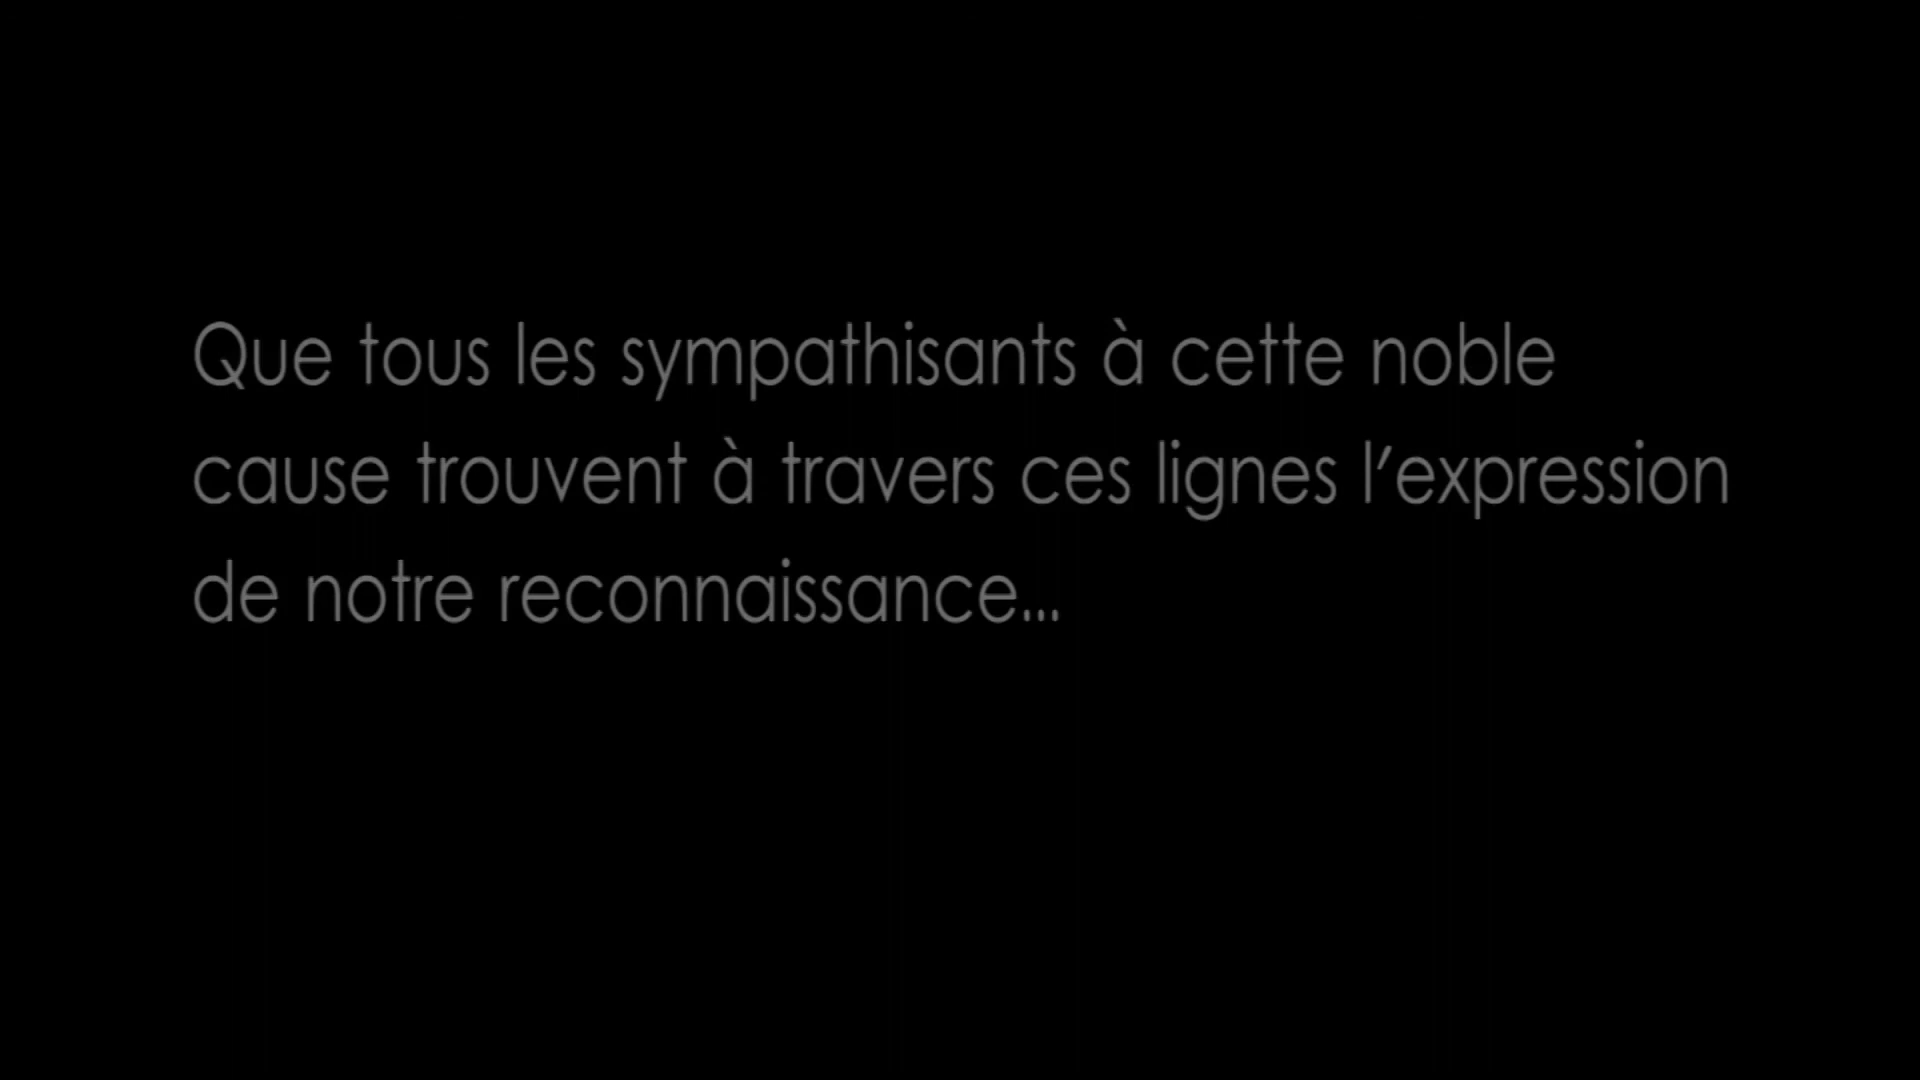 Que tous les sympathisants à cette noble
cause trouvent à travers ces lignes l’expression
de notre reconnaissance...